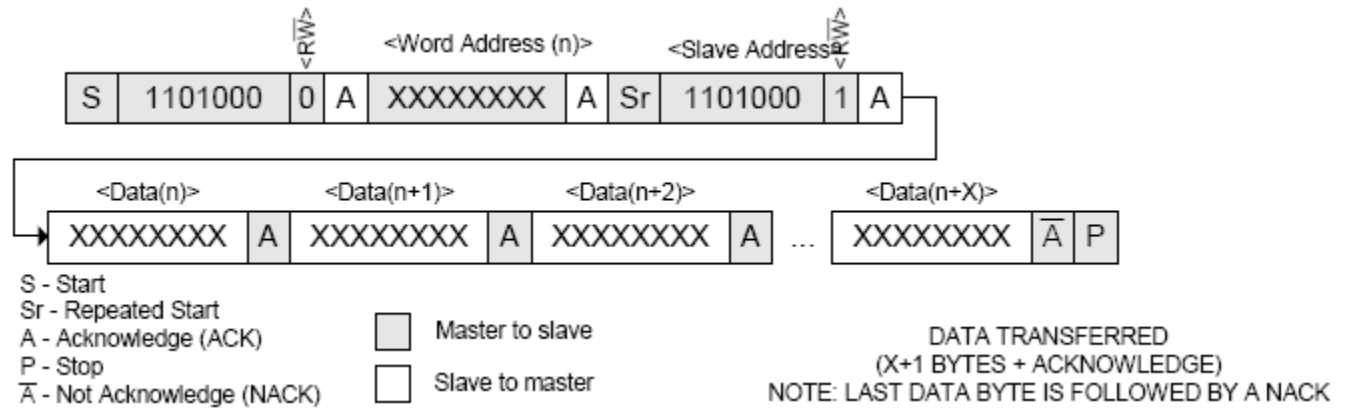 <RW̅> <RW̅>
<Word Address (n)> <Slave Address>
S 1101000 0 A XXXXXXXX A Sr 1101000 1 A
<Data(n)> <Data(n+1)> <Data(n+2)> <Data(n+X)>
XXXXXXXX A XXXXXXXX A XXXXXXXX A ... XXXXXXXX A̅ P
S - Start
Sr - Repeated Start
A - Acknowledge (ACK)
P - Stop
A̅ - Not Acknowledge (NACK)
Master to slave
Slave to master
DATA TRANSFERRED
(X+1 BYTES + ACKNOWLEDGE)
NOTE: LAST DATA BYTE IS FOLLOWED BY A NACK